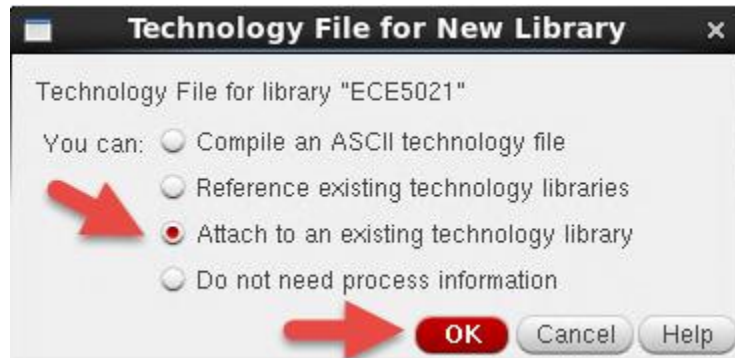 Technology File for New Library
Technology File for library "ECE5021"
You can: Compile an ASCII technology file
Reference existing technology libraries
Attach to an existing technology library
Do not need process information
OK Cancel Help